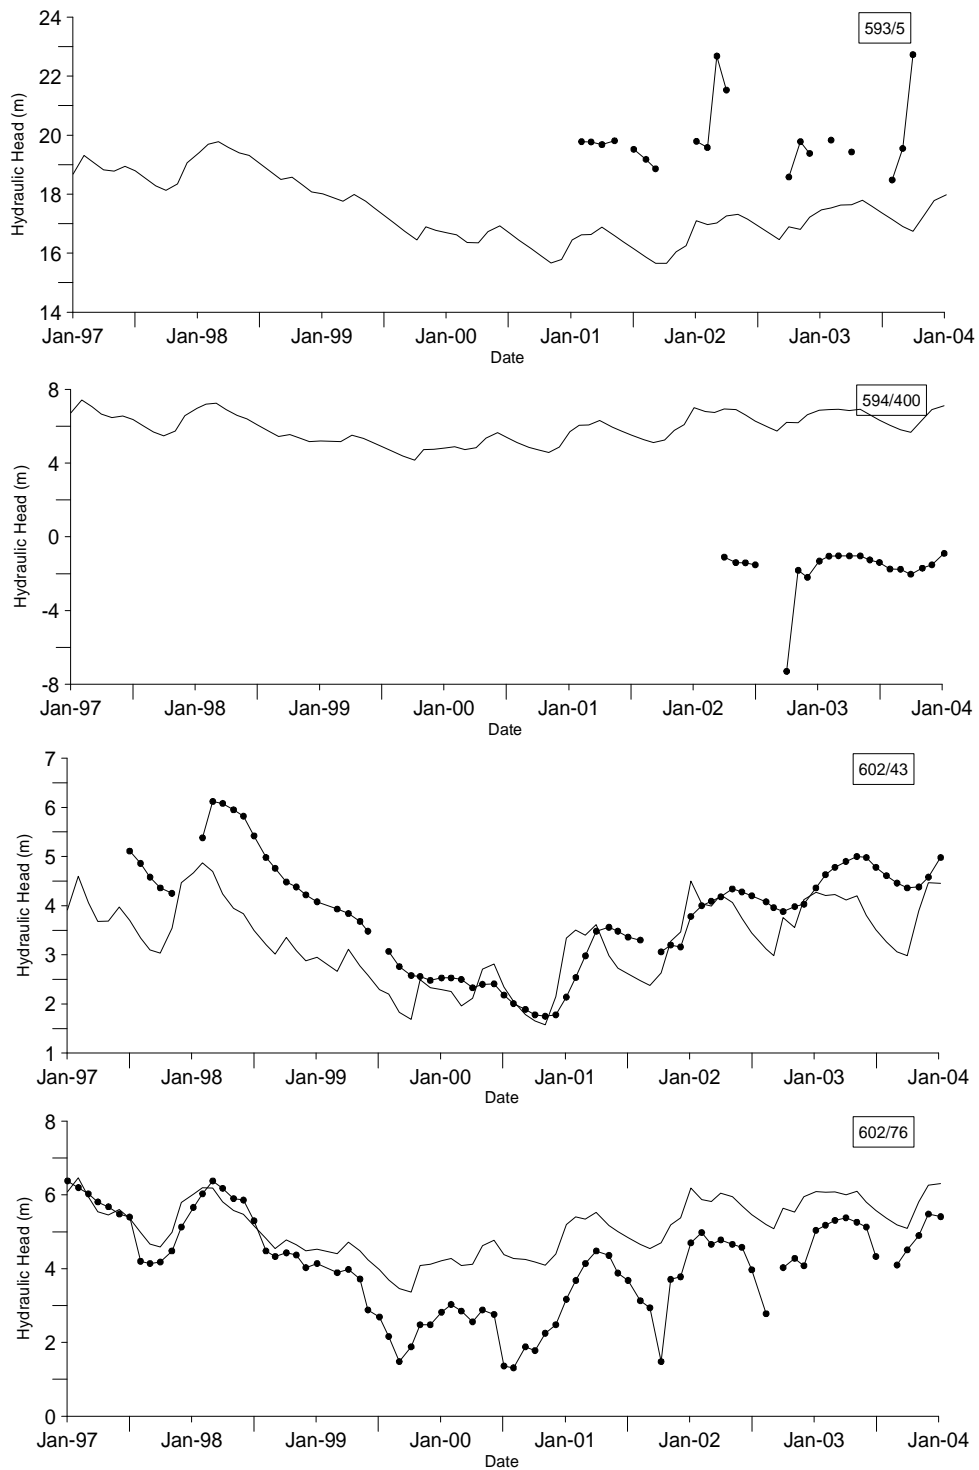 24
593/5
22
20
18
16
14
Hydraulic Head (m)
Jan-97 Jan-98 Jan-99 Jan-00 Jan-01 Jan-02 Jan-03 Jan-04
Date
8
594/400
4
0
-4
-8
Hydraulic Head (m)
Jan-97 Jan-98 Jan-99 Jan-00 Jan-01 Jan-02 Jan-03 Jan-04
Date
7
602/43
6
5
4
3
2
1
Hydraulic Head (m)
Jan-97 Jan-98 Jan-99 Jan-00 Jan-01 Jan-02 Jan-03 Jan-04
Date
8
602/76
6
4
2
0
Hydraulic Head (m)
Jan-97 Jan-98 Jan-99 Jan-00 Jan-01 Jan-02 Jan-03 Jan-04
Date